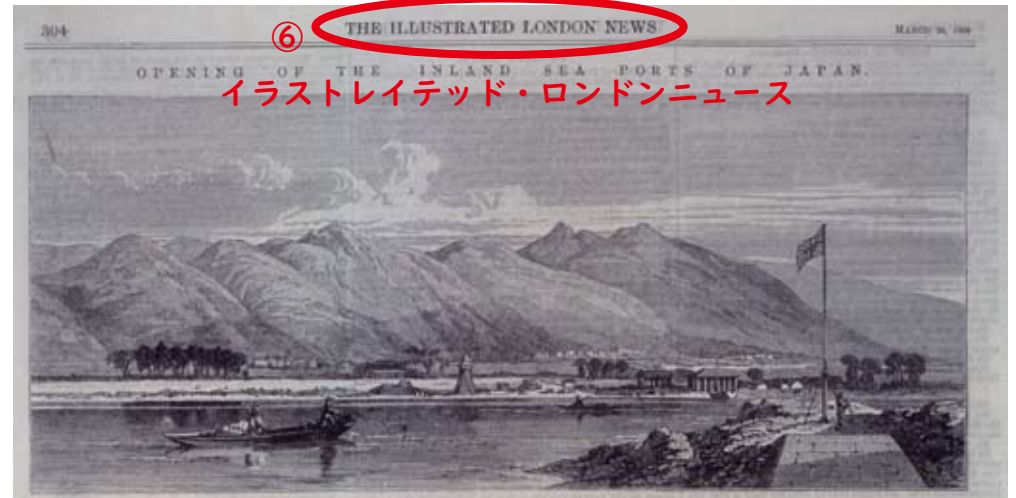 304
⑥
THE ILLUSTRATED LONDON NEWS
MARCH
OPENING OF THE INLAND SEA PORTS OF JAPAN.
イラストレイテッド・ロンドンニュース